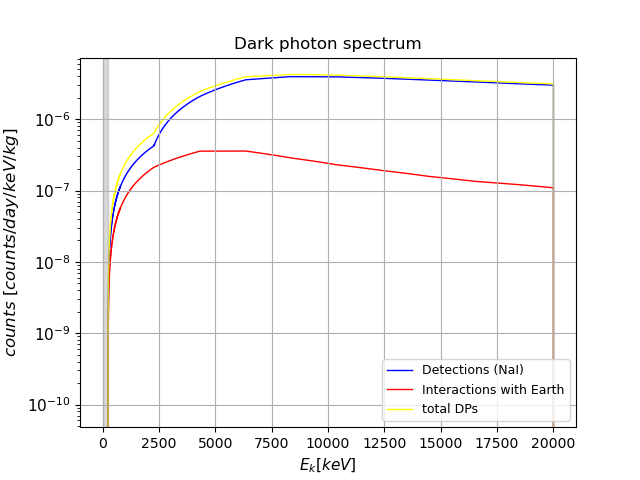 Dark photon spectrum
counts [counts/day/keV/kg]
10⁻⁶
10⁻⁷
10⁻⁸
10⁻⁹
10⁻¹⁰
Detections (NaI)
Interactions with Earth
total DPs
0 2500 5000 7500 10000 12500 15000 17500 20000
E_k[keV]